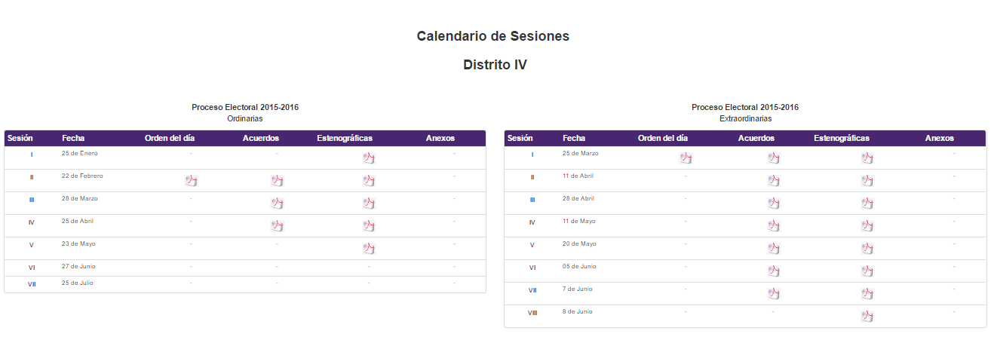 Calendario de Sesiones
Distrito IV
Proceso Electoral 2015-2016
Ordinarias
Sesión Fecha Orden del día Acuerdos Estenográficas Anexos
I 25 de Enero - - -
II 22 de Febrero -
III 28 de Marzo - -
IV 25 de Abril - -
V 23 de Mayo - - -
VI 27 de Junio - - - -
VII 25 de Julio - - - -
Proceso Electoral 2015-2016
Extraordinarias
Sesión Fecha Orden del día Acuerdos Estenográficas Anexos
I 25 de Marzo -
II 11 de Abril - -
III 28 de Abril - -
IV 11 de Mayo - -
V 20 de Mayo - -
VI 05 de Junio - -
VII 7 de Junio - -
VIII 8 de Junio - - -